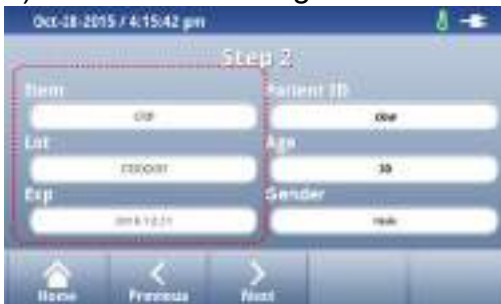 Oct-28-2015 / 4:15:42 pm
Step 2
Item
Patient ID
Lot
Age
30
Exp
Gender
male
Home
Previous
Next